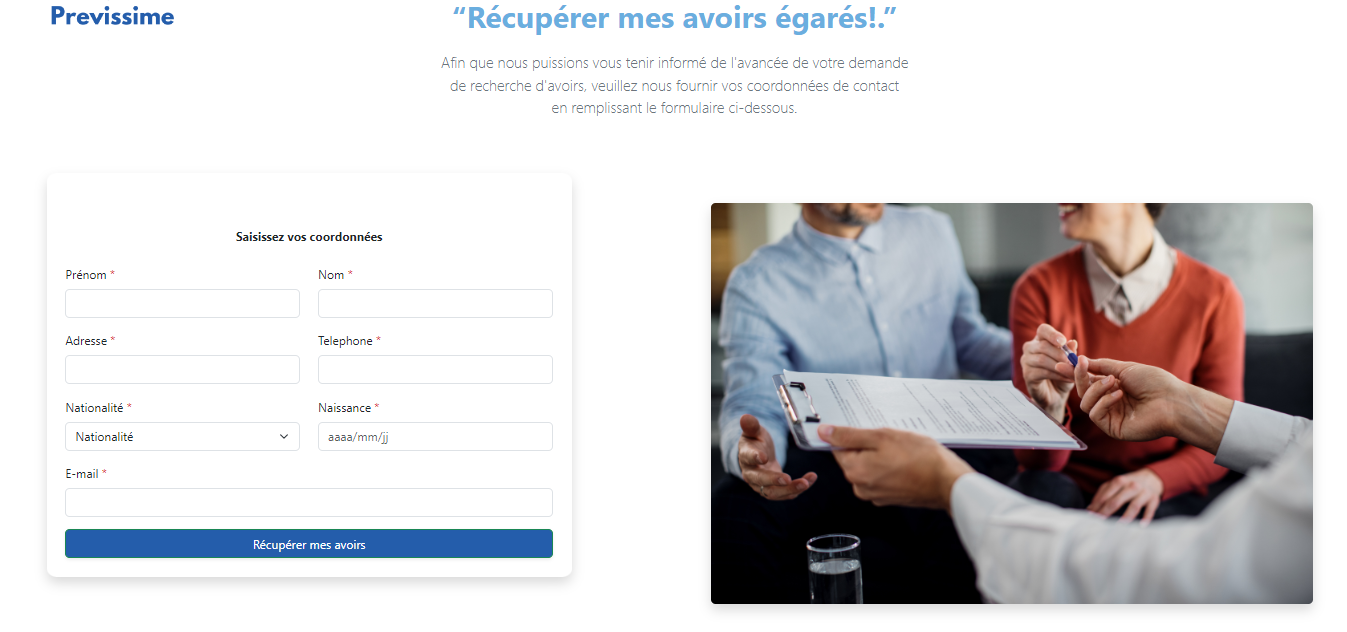 Previssime
“Récupérer mes avoirs égarés!.”
Afin que nous puissions vous tenir informé de l'avancée de votre demande
de recherche d'avoirs, veuillez nous fournir vos coordonnées de contact
en remplissant le formulaire ci-dessous.
Saisissez vos coordonnées
Prénom *
Nom *
Adresse *
Telephone *
Nationalité *
Naissance *
Nationalité
aaaa/mm/jj
E-mail *
Récupérer mes avoirs